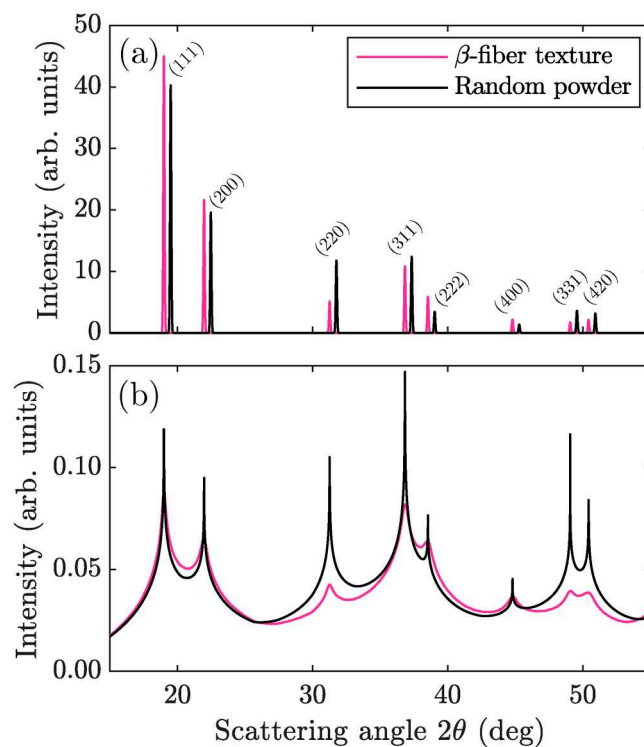 50
(a)
(111)
β-fiber texture
Random powder
40
30
20
10
0
Intensity (arb. units)
(200)
(220)
(311)
(222)
(400)
(331)
(420)
0.15
(b)
0.10
0.05
0.00
Intensity (arb. units)
20 30 40 50
Scattering angle 2θ (deg)